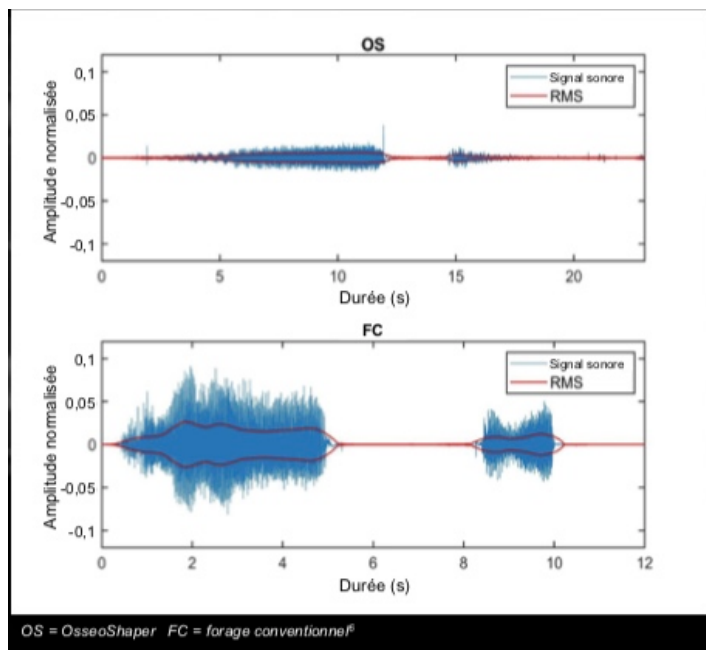 OS
Amplitude normalisée
0,1
0,05
0
-0,05
-0,1
Signal sonore
RMS
0 5 10 15 20
Durée (s)
FC
Amplitude normalisée
0,1
0,05
0
-0,05
-0,1
Signal sonore
RMS
0 2 4 6 8 10 12
Durée (s)
OS = OsseoShaper FC = forage conventionnel⁶